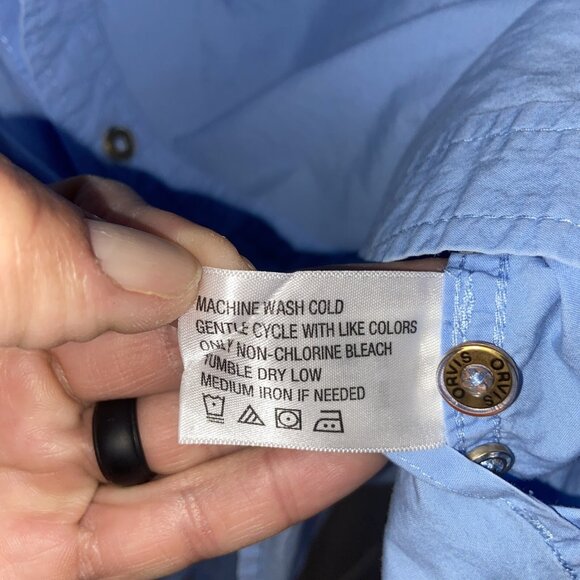 MACHINE WASH COLD
GENTLE CYCLE WITH LIKE COLORS
ONLY NON-CHLORINE BLEACH
TUMBLE DRY LOW
MEDIUM IRON IF NEEDED
ORVIS ORVIS